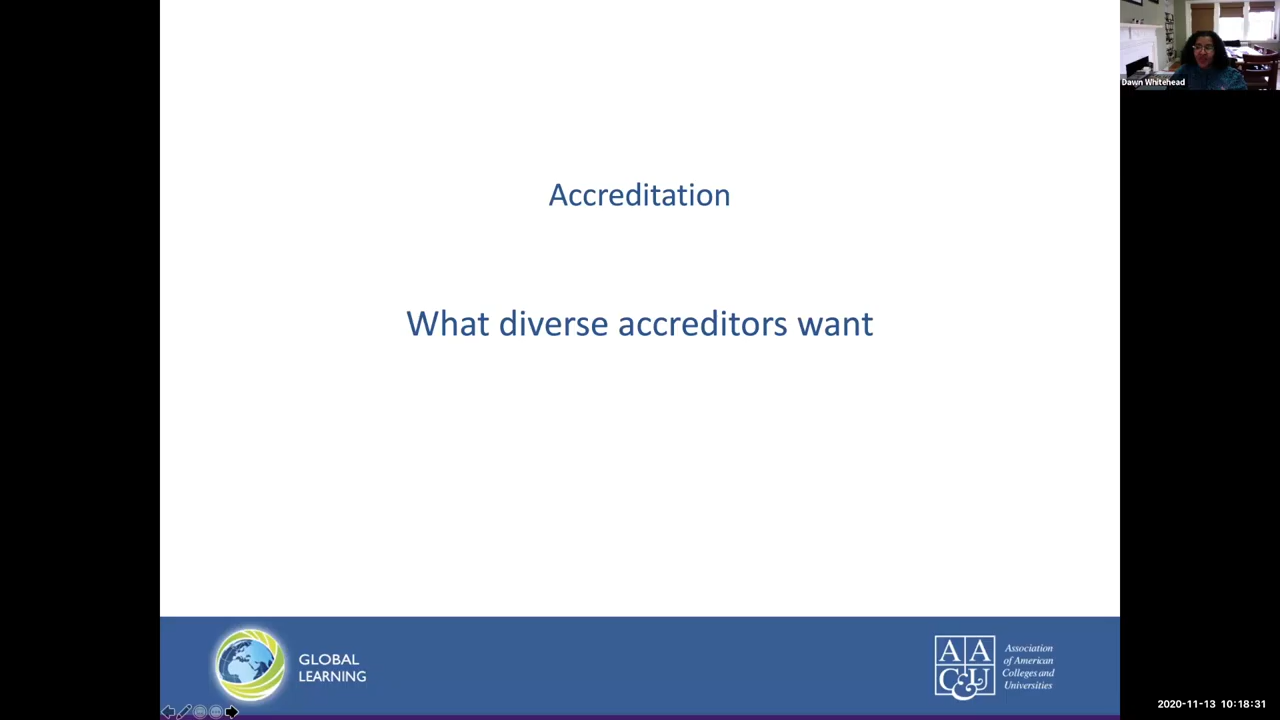 Dawn Whitehead
Accreditation
What diverse accreditors want
GLOBAL
LEARNING
AA
C&U
Association
of American
Colleges and
Universities
2020-11-13 10:18:31